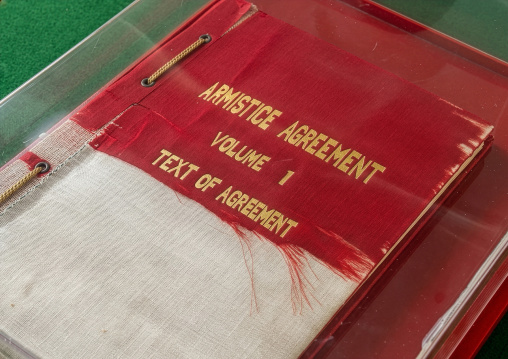 ARMISTICE AGREEMENT
VOLUME 1
TEXT OF AGREEMENT